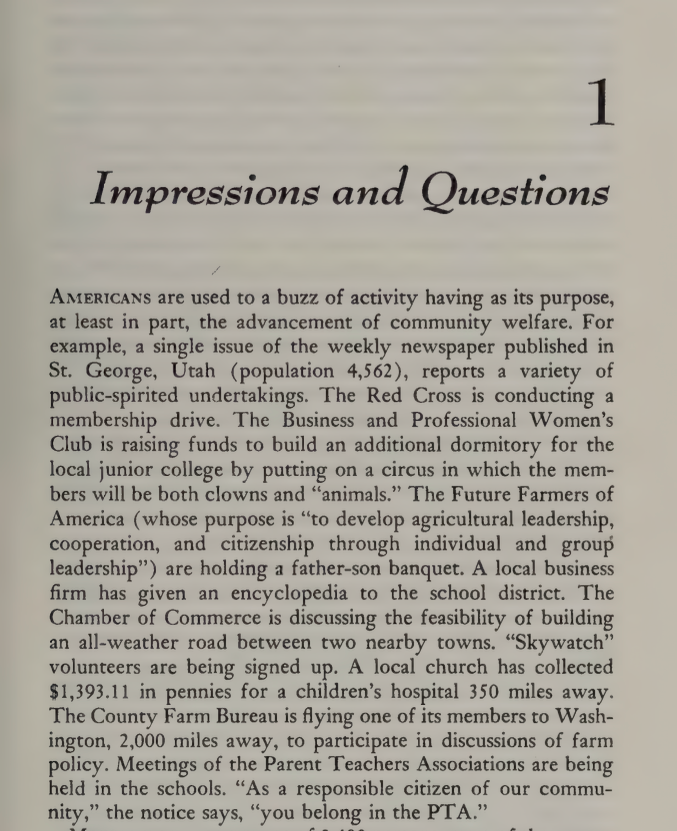 1
Impressions and Questions
AMERICANS are used to a buzz of activity having as its purpose,
at least in part, the advancement of community welfare. For
example, a single issue of the weekly newspaper published in
St. George, Utah (population 4,562), reports a variety of
public-spirited undertakings. The Red Cross is conducting a
membership drive. The Business and Professional Women's
Club is raising funds to build an additional dormitory for the
local junior college by putting on a circus in which the mem-
bers will be both clowns and "animals." The Future Farmers of
America (whose purpose is "to develop agricultural leadership,
cooperation, and citizenship through individual and group
leadership") are holding a father-son banquet. A local business
firm has given an encyclopedia to the school district. The
Chamber of Commerce is discussing the feasibility of building
an all-weather road between two nearby towns. "Skywatch"
volunteers are being signed up. A local church has collected
$1,393.11 in pennies for a children's hospital 350 miles away.
The County Farm Bureau is flying one of its members to Wash-
ington, 2,000 miles away, to participate in discussions of farm
policy. Meetings of the Parent Teachers Associations are being
held in the schools. "As a responsible citizen of our commu-
nity," the notice says, "you belong in the PTA."